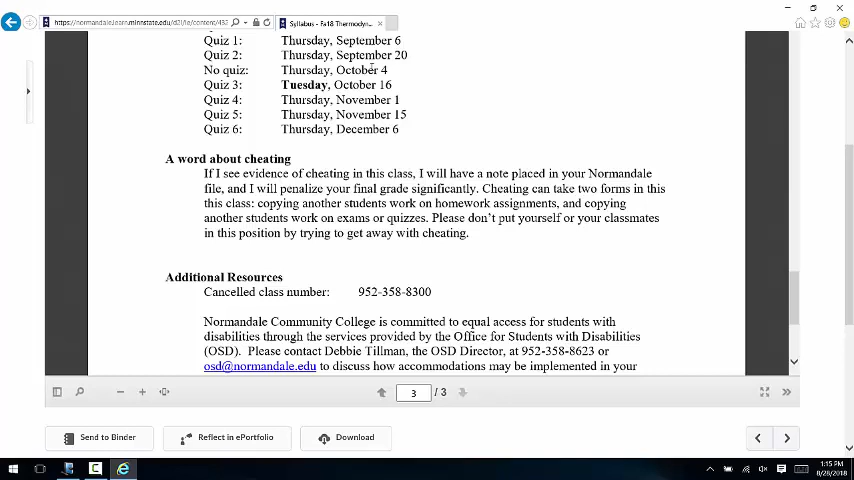 https://normandale.learn.minnstate.edu/d2l/le/content/482
Syllabus - Fa18 Thermodyn...
Quiz 1: Thursday, September 6
Quiz 2: Thursday, September 20
No quiz: Thursday, October 4
Quiz 3: Tuesday, October 16
Quiz 4: Thursday, November 1
Quiz 5: Thursday, November 15
Quiz 6: Thursday, December 6
A word about cheating
If I see evidence of cheating in this class, I will have a note placed in your Normandale
file, and I will penalize your final grade significantly. Cheating can take two forms in this
this class: copying another students work on homework assignments, and copying
another students work on exams or quizzes. Please don't put yourself or your classmates
in this position by trying to get away with cheating.
Additional Resources
Cancelled class number: 952-358-8300
Normandale Community College is committed to equal access for students with
disabilities through the services provided by the Office for Students with Disabilities
(OSD). Please contact Debbie Tillman, the OSD Director, at 952-358-8623 or
osd@normandale.edu to discuss how accommodations may be implemented in your
3 / 3
Send to Binder
Reflect in ePortfolio
Download
1:15 PM
8/28/2018